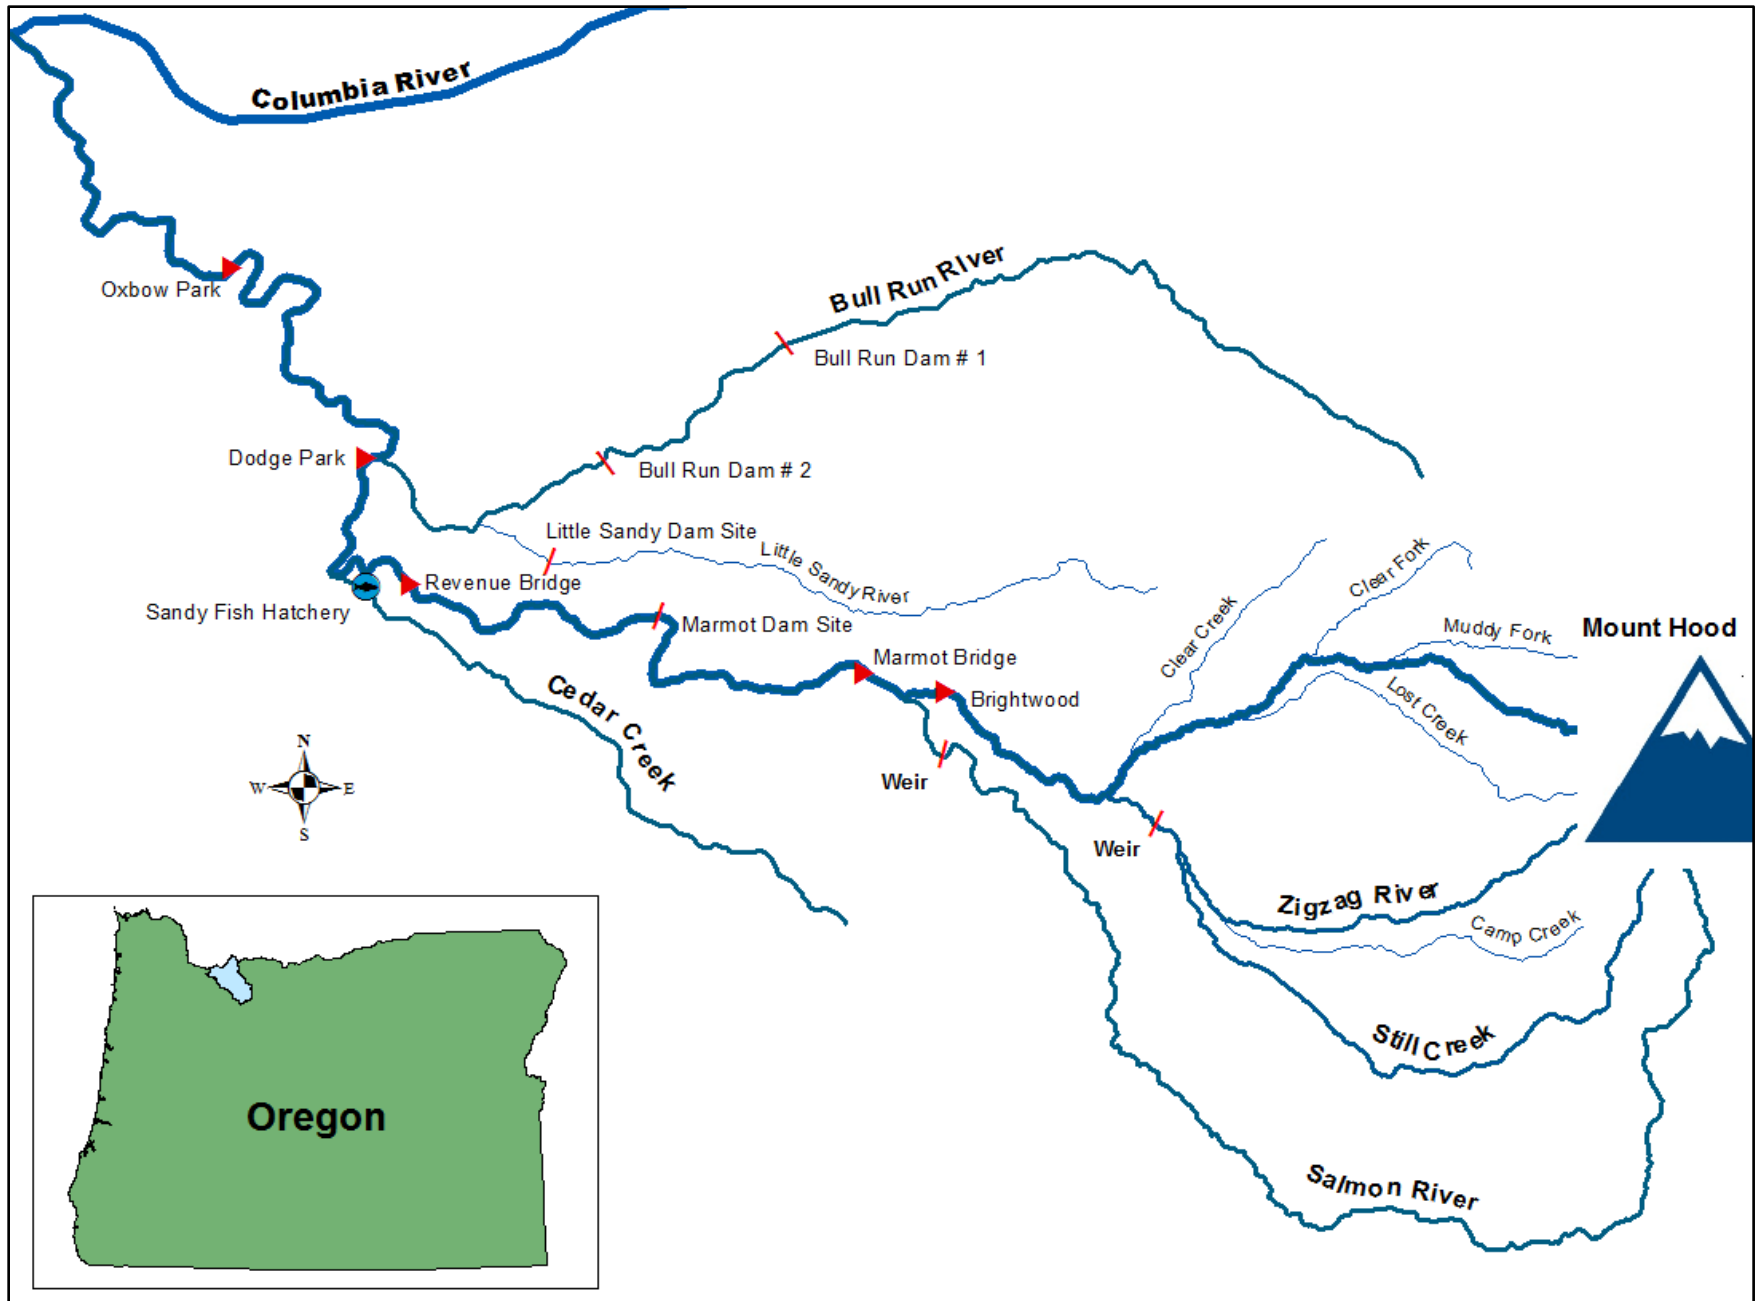 Columbia River
Bull Run RIver
Oxbow Park
Bull Run Dam # 1
Dodge Park
Bull Run Dam # 2
Little Sandy Dam Site
Little Sandy River
Clear Fork
Revenue Bridge
Sandy Fish Hatchery
Clear Creek
Marmot Dam Site
Muddy Fork
Mount Hood
Marmot Bridge
Lost Creek
Brightwood
Cedar Creek
N
W
E
S
Weir
Weir
Zigzag River
Camp Creek
Still Creek
Oregon
Salmon River